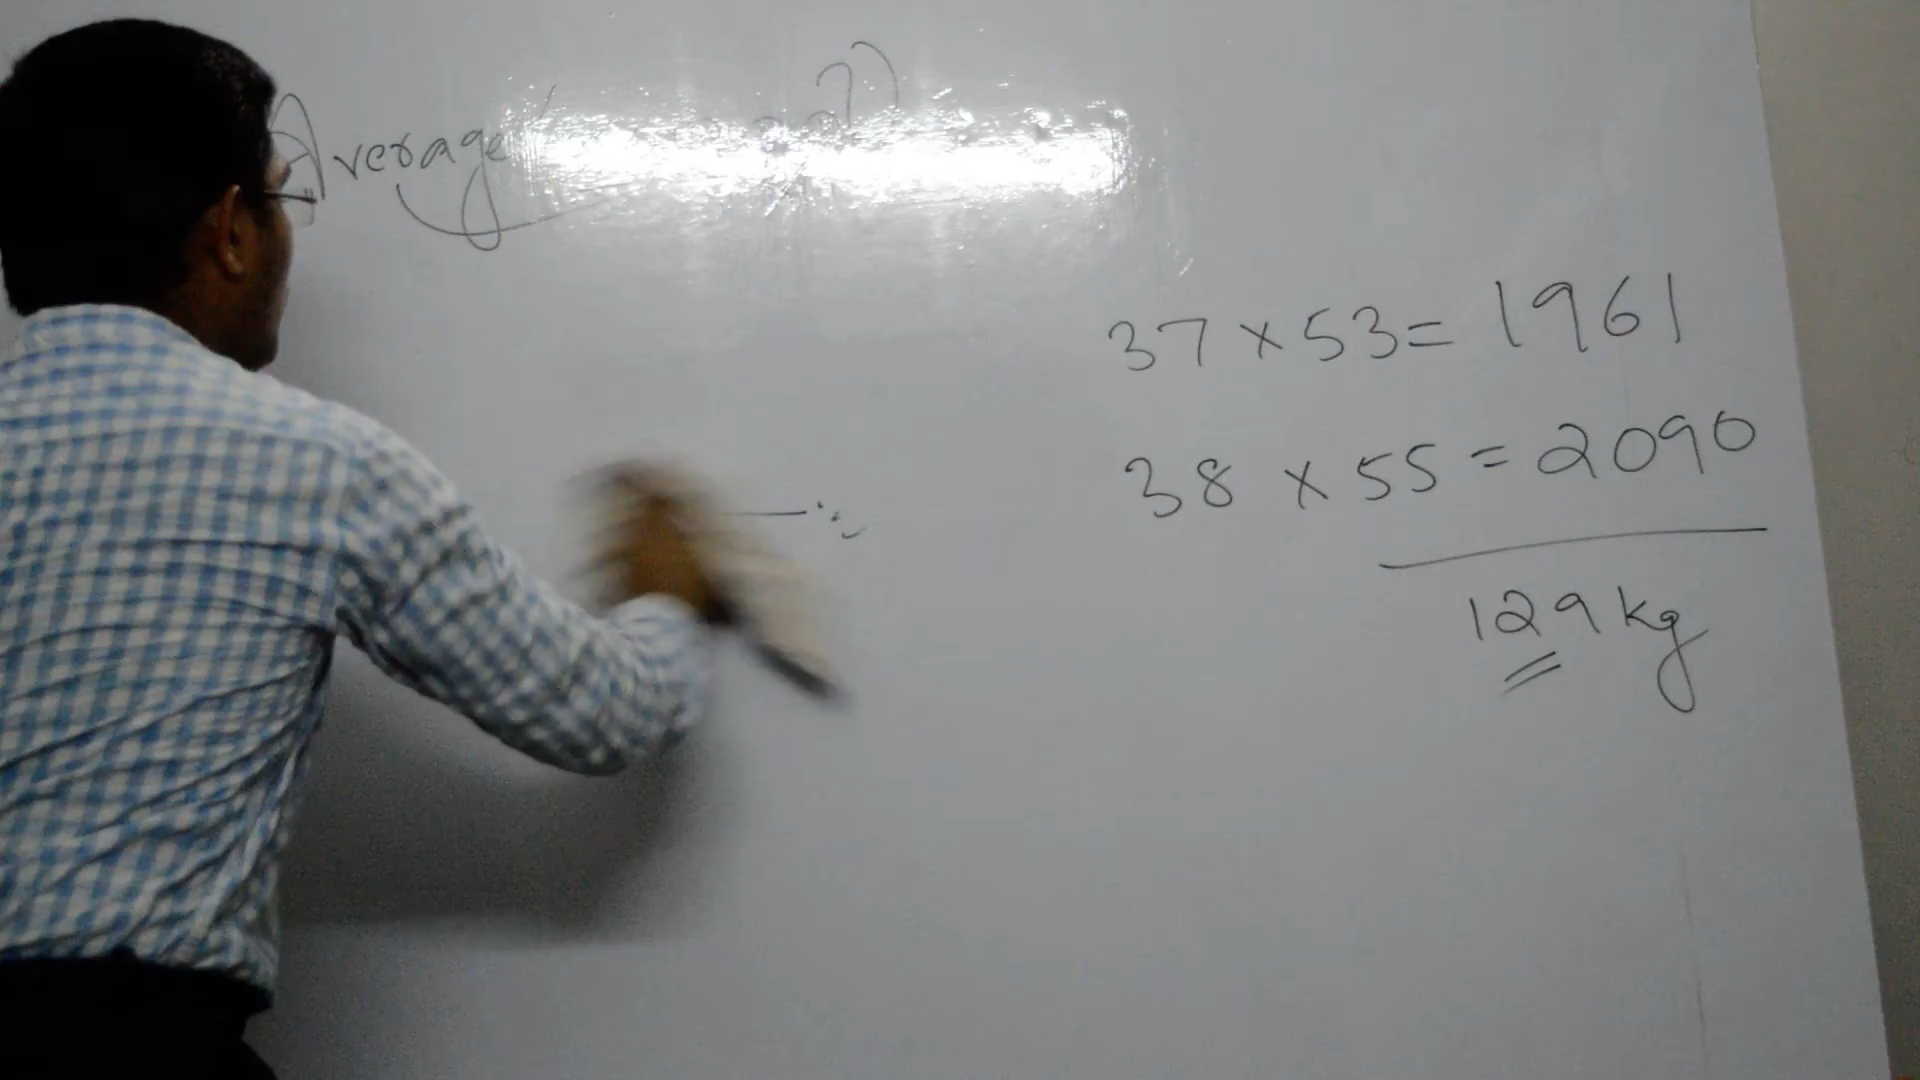 Average
37 × 53 = 1961
38 × 55 = 2090
129 kg